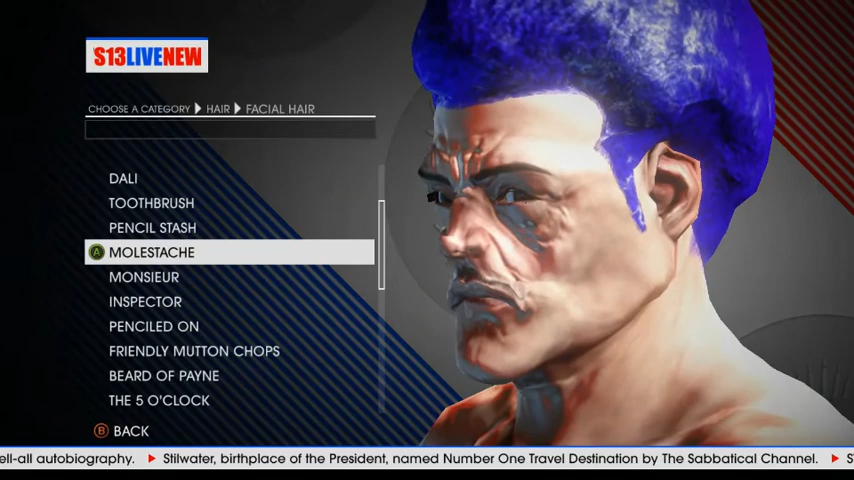 S13LIVENEW
CHOOSE A CATEGORY ▶ HAIR ▶ FACIAL HAIR
DALI
TOOTHBRUSH
PENCIL STASH
A MOLESTACHE
MONSIEUR
INSPECTOR
PENCILED ON
FRIENDLY MUTTON CHOPS
BEARD OF PAYNE
THE 5 O'CLOCK
B BACK
ell-all autobiography. ▶ Stilwater, birthplace of the President, named Number One Travel Destination by The Sabbatical Channel. ▶ S